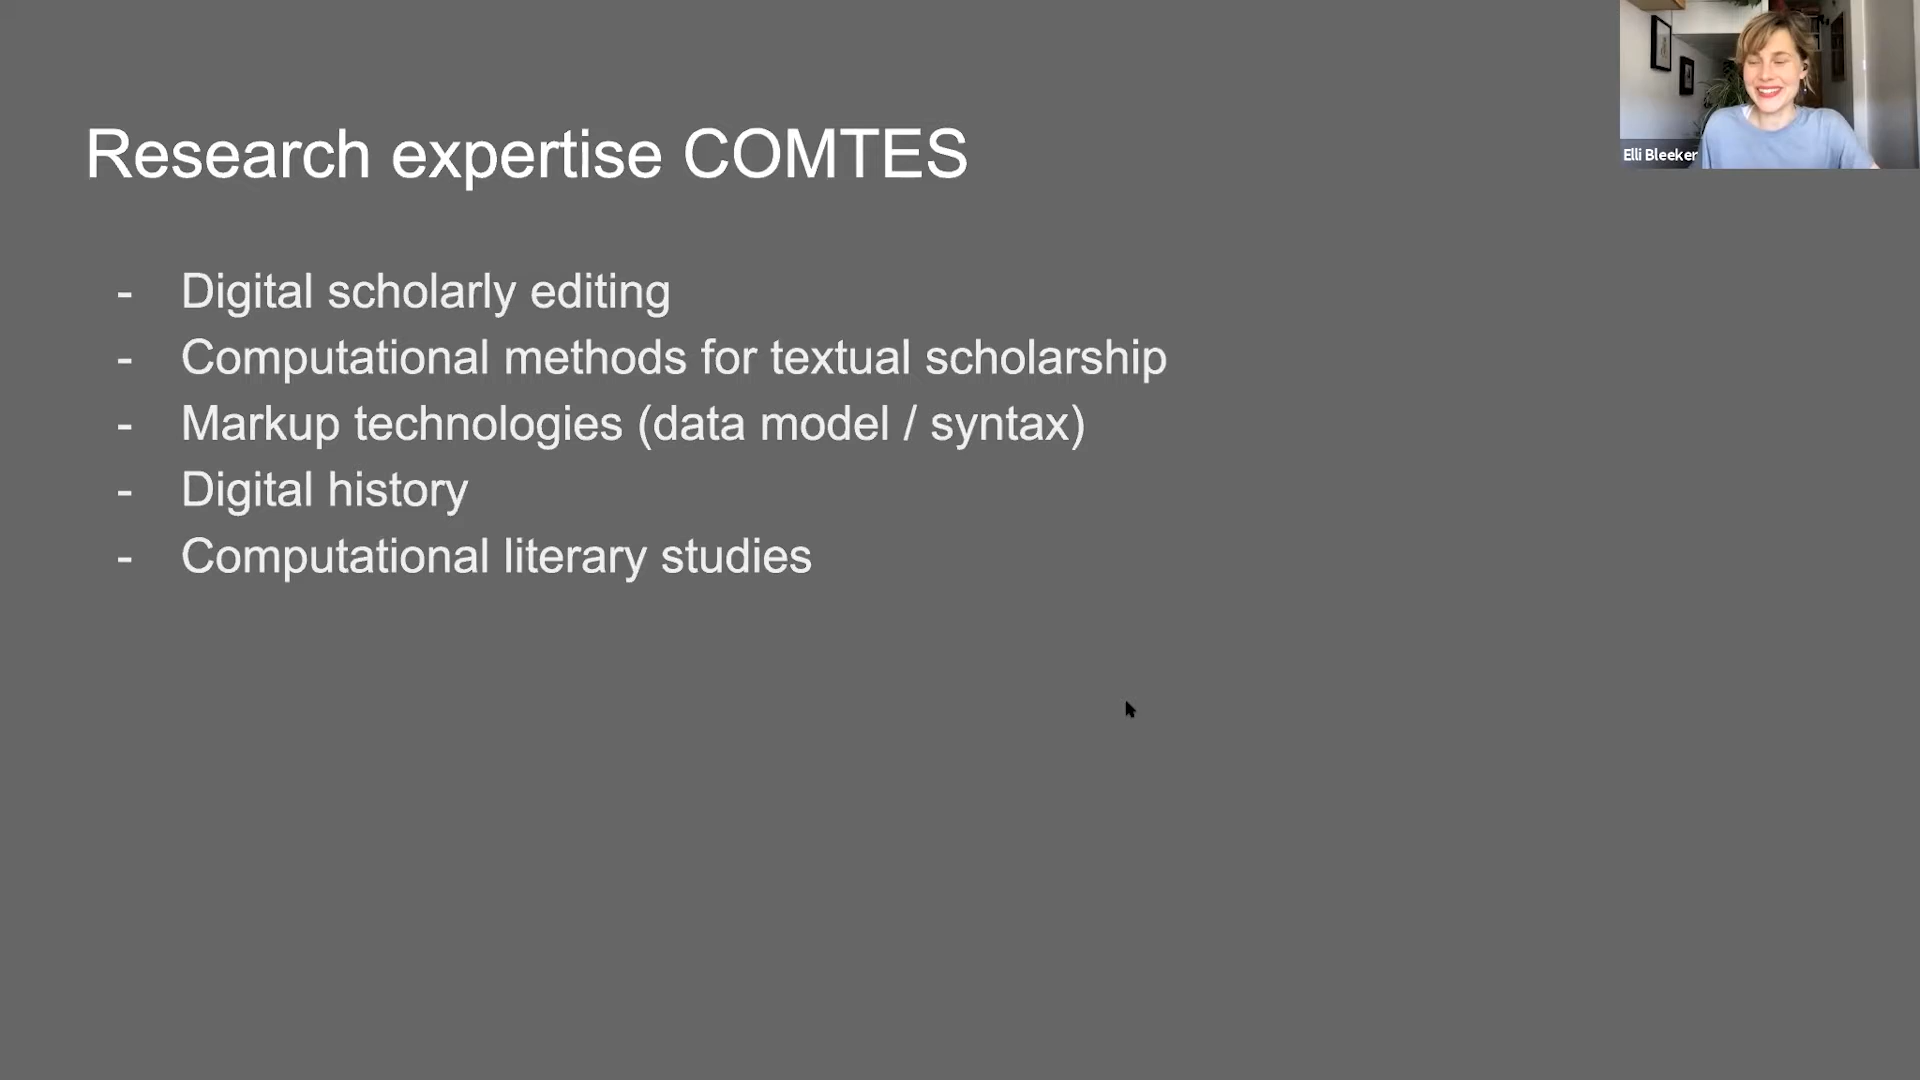 Research expertise COMTES
- Digital scholarly editing
- Computational methods for textual scholarship
- Markup technologies (data model / syntax)
- Digital history
- Computational literary studies
Elli Bleeker